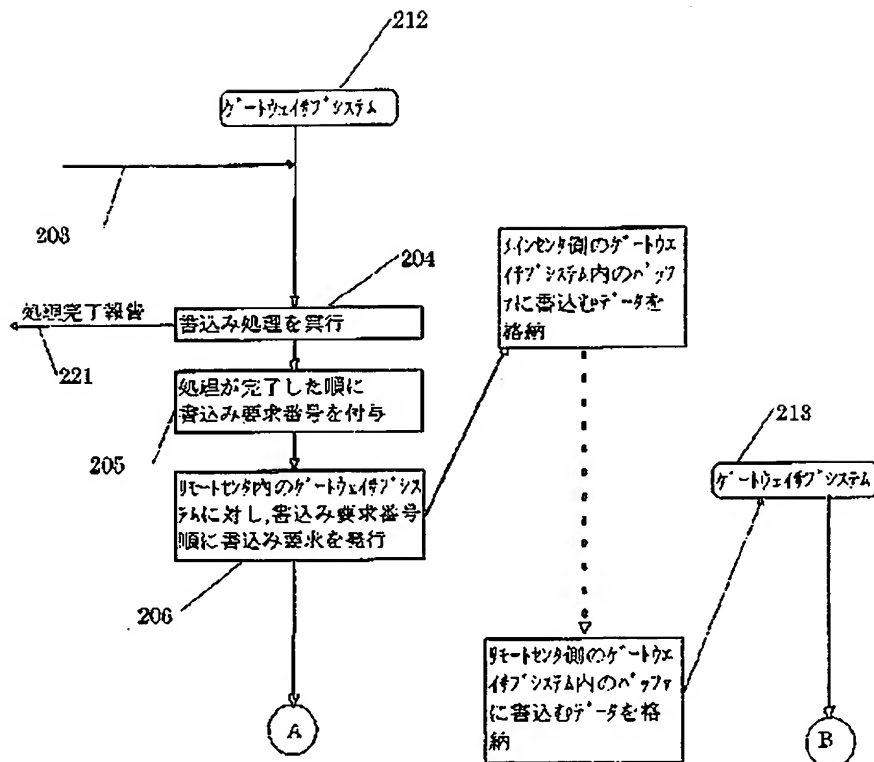 212
ゲートウェイサブシステム
203
メインセンタ側のゲートウェ
イサブシステム内のバッフ
ァに書込むデータを
格納
204
処理完了報告
書込み処理を実行
221
処理が完了した順に
書込み要求番号を付与
205
213
リモートセンタ内のゲートウェイサブシス
テムに対し,書込み要求番号
順に書込み要求を発行
ゲートウェイサブシステム
206
リモートセンタ側のゲートウェ
イサブシステム内のバッファ
に書込むデータを格
納
A
B